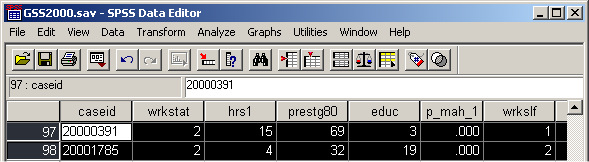 GSS2000.sav - SPSS Data Editor
File Edit View Data Transform Analyze Graphs Utilities Window Help
97 : caseid 20000391
caseid wrkstat hrs1 prestg80 educ p_mah_1 wrkslf
97 20000391 2 15 69 3 .000 1
98 20001785 2 4 32 19 .000 2